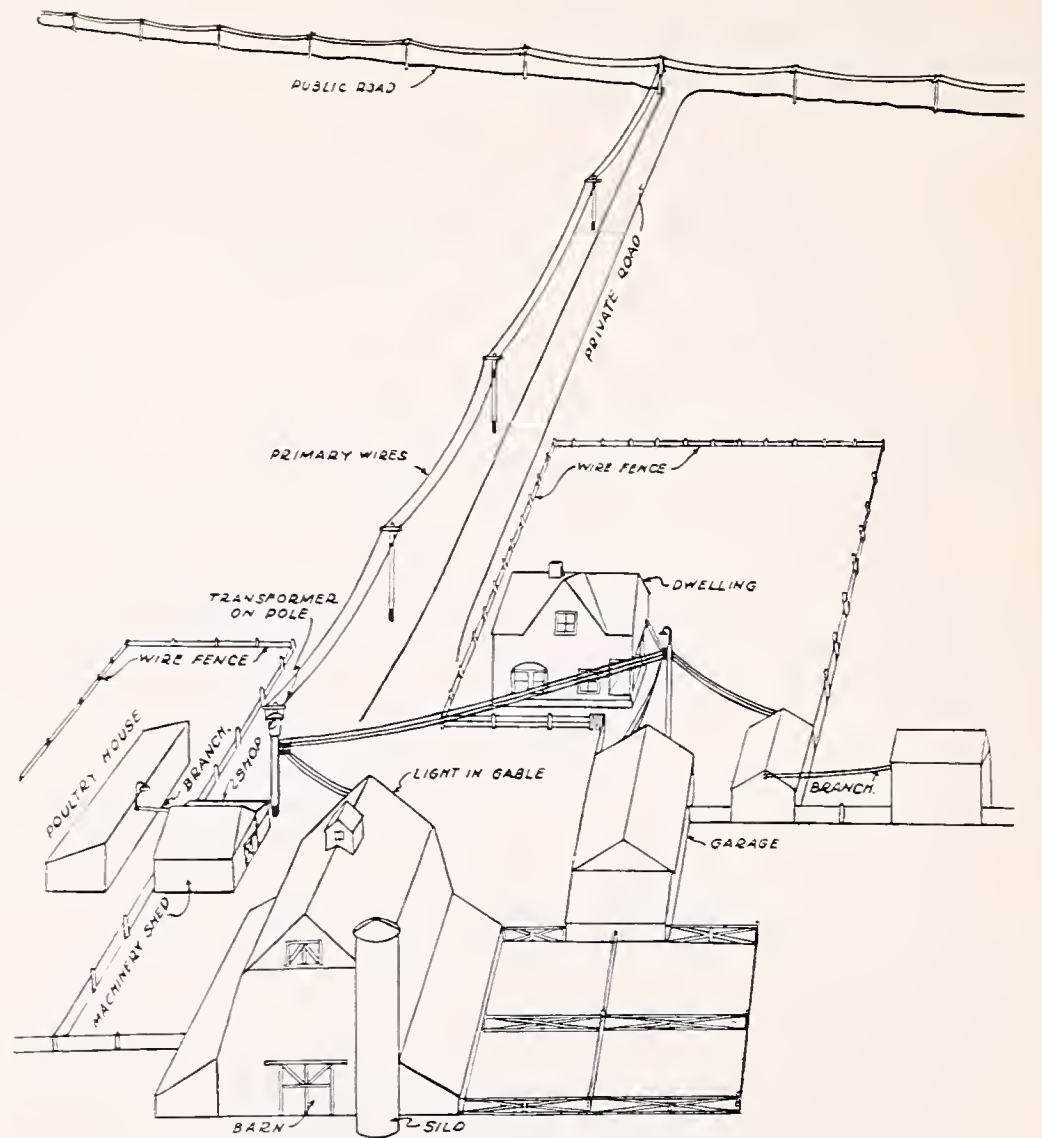 PUBLIC ROAD
PRIVATE ROAD
PRIMARY WIRES
WIRE FENCE
DWELLING
TRANSFORMER
ON POLE
WIRE FENCE
BRANCH.
SHOP
POULTRY HOUSE
LIGHT IN GABLE
BRANCH.
GARAGE
MACHINERY SHED
BARN
SILO